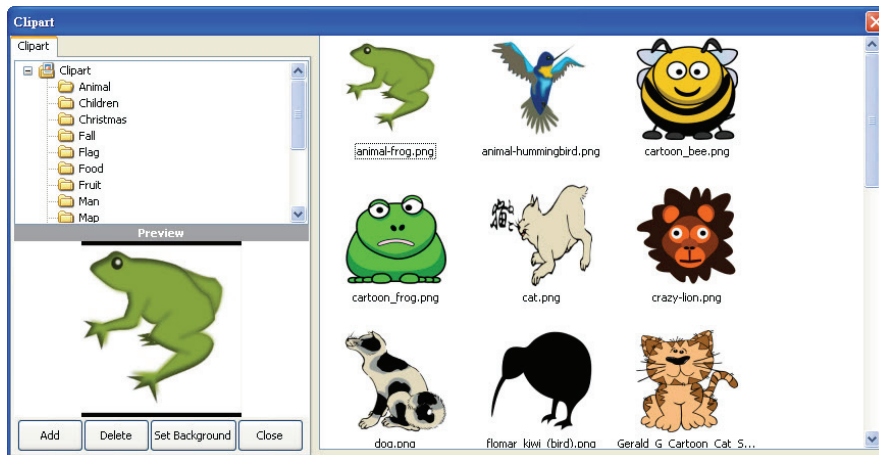 Clipart
Clipart
Clipart
Animal
Children
Christmas
Fall
Flag
Food
Fruit
Man
Map
Preview
Add Delete Set Background Close
animal-frog.png animal-hummingbird.png cartoon_bee.png
猫
cartoon_frog.png cat.png crazy-lion.png
dog.png flomar_kiwi_(bird).png Gerald_G_Cartoon_Cat_S...